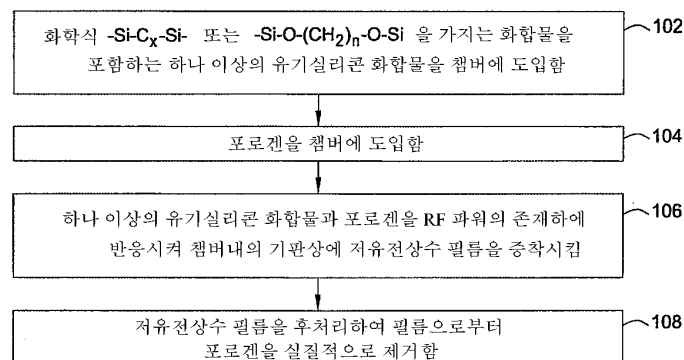 화학식 -Si-Cx-Si- 또는 -Si-O-(CH2)n-O-Si 을 가지는 화합물을
포함하는 하나 이상의 유기실리콘 화합물을 챔버에 도입함
102
포로겐을 챔버에 도입함
104
하나 이상의 유기실리콘 화합물과 포로겐을 RF 파워의 존재하에
반응시켜 챔버내의 기판상에 저유전상수 필름을 증착시킴
106
저유전상수 필름을 후처리하여 필름으로부터
포로겐을 실질적으로 제거함
108